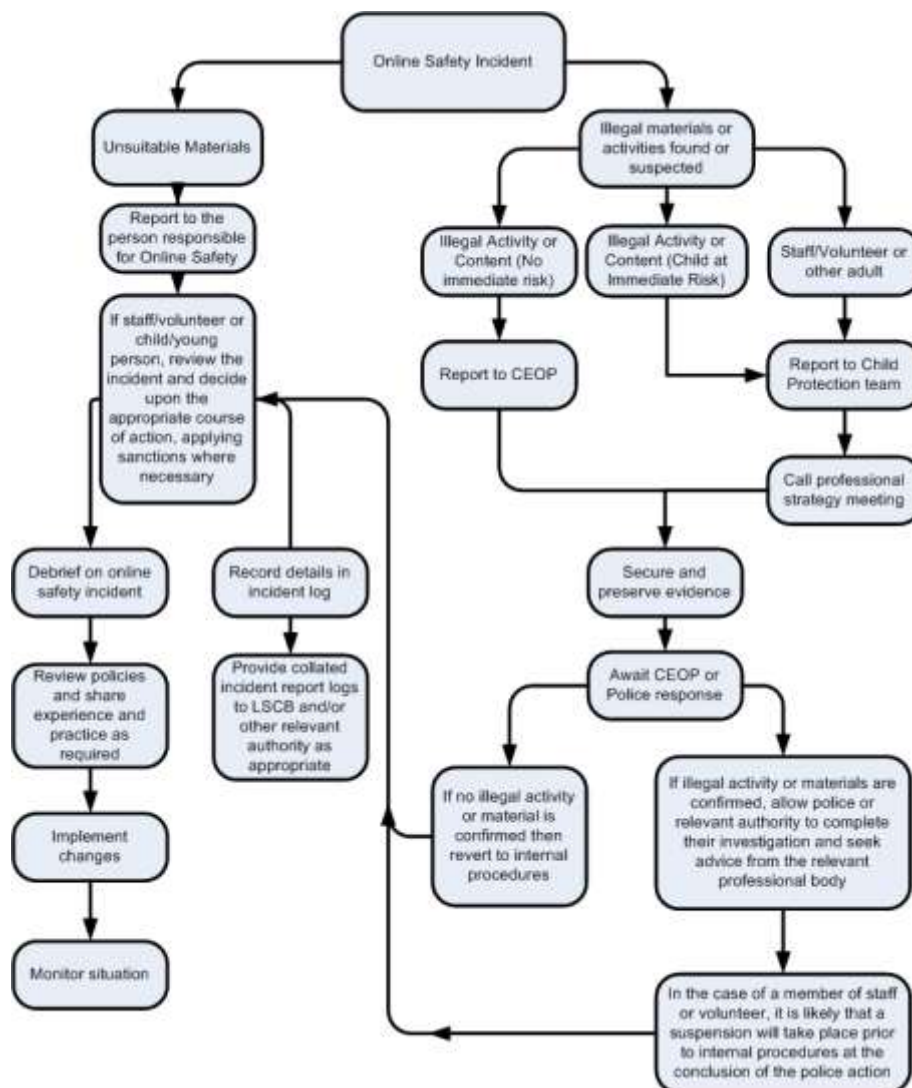 Online Safety Incident
Unsuitable Materials
Report to the
person responsible
for Online Safety
If staff/volunteer or
child/young
person, review the
incident and decide
upon the
appropriate course
of action, applying
sanctions where
necessary
Debrief on online
safety incident
Review policies
and share
experience and
practice as
required
Implement
changes
Monitor situation
Record details in
incident log
Provide collated
incident report logs
to LSCB and/or
other relevant
authority as
appropriate
Illegal materials or
activities found or
suspected
Illegal Activity or
Content (No
immediate risk)
Illegal Activity or
Content (Child at
Immediate Risk)
Staff/Volunteer or
other adult
Report to CEOP
Report to Child
Protection team
Call professional
strategy meeting
Secure and
preserve evidence
Await CEOP or
Police response
If no illegal activity
or material is
confirmed then
revert to internal
procedures
If illegal activity or materials are
confirmed, allow police or
relevant authority to complete
their investigation and seek
advice from the relevant
professional body
In the case of a member of staff
or volunteer, it is likely that a
suspension will take place prior
to internal procedures at the
conclusion of the police action